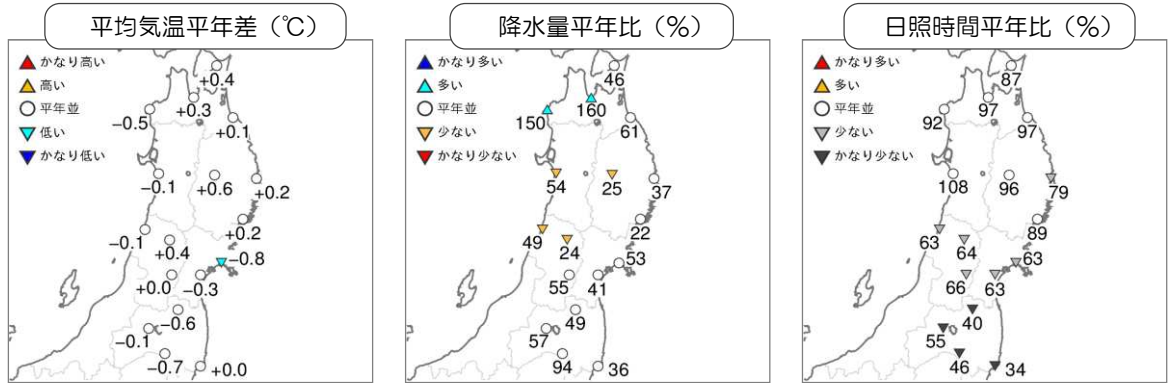 平均気温平年差（℃）
かなり高い
高い
平年並
低い
かなり低い
+0.4
+0.3
−0.5
+0.1
−0.1
+0.6
+0.2
+0.2
−0.1
+0.4
−0.8
+0.0
−0.3
−0.6
−0.1
−0.7
+0.0
降水量平年比（%）
かなり多い
多い
平年並
少ない
かなり少ない
46
160
150
61
54
25
37
22
49
24
53
55
41
49
57
94
36
日照時間平年比（%）
かなり多い
多い
平年並
少ない
かなり少ない
87
97
92
97
108
96
79
89
63
64
63
66
63
40
55
46
34